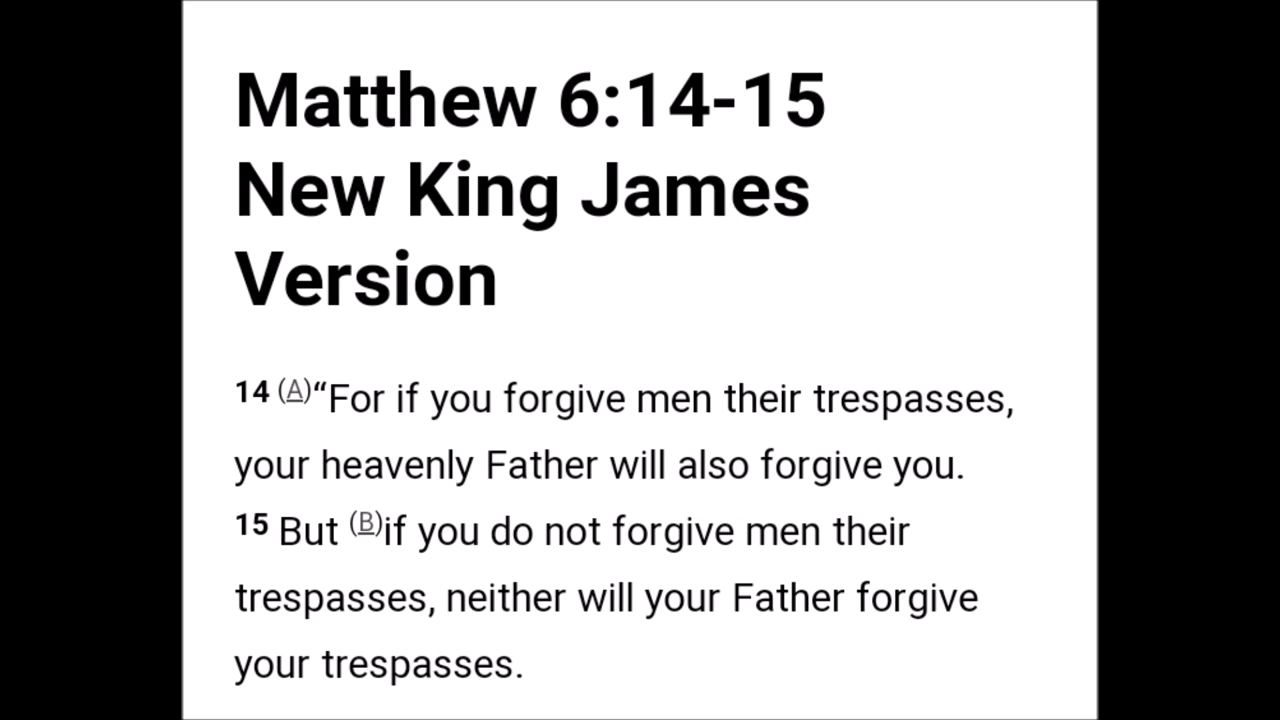 Matthew 6:14-15
New King James
Version
14 (A)“For if you forgive men their trespasses,
your heavenly Father will also forgive you.
15 But (B)if you do not forgive men their
trespasses, neither will your Father forgive
your trespasses.